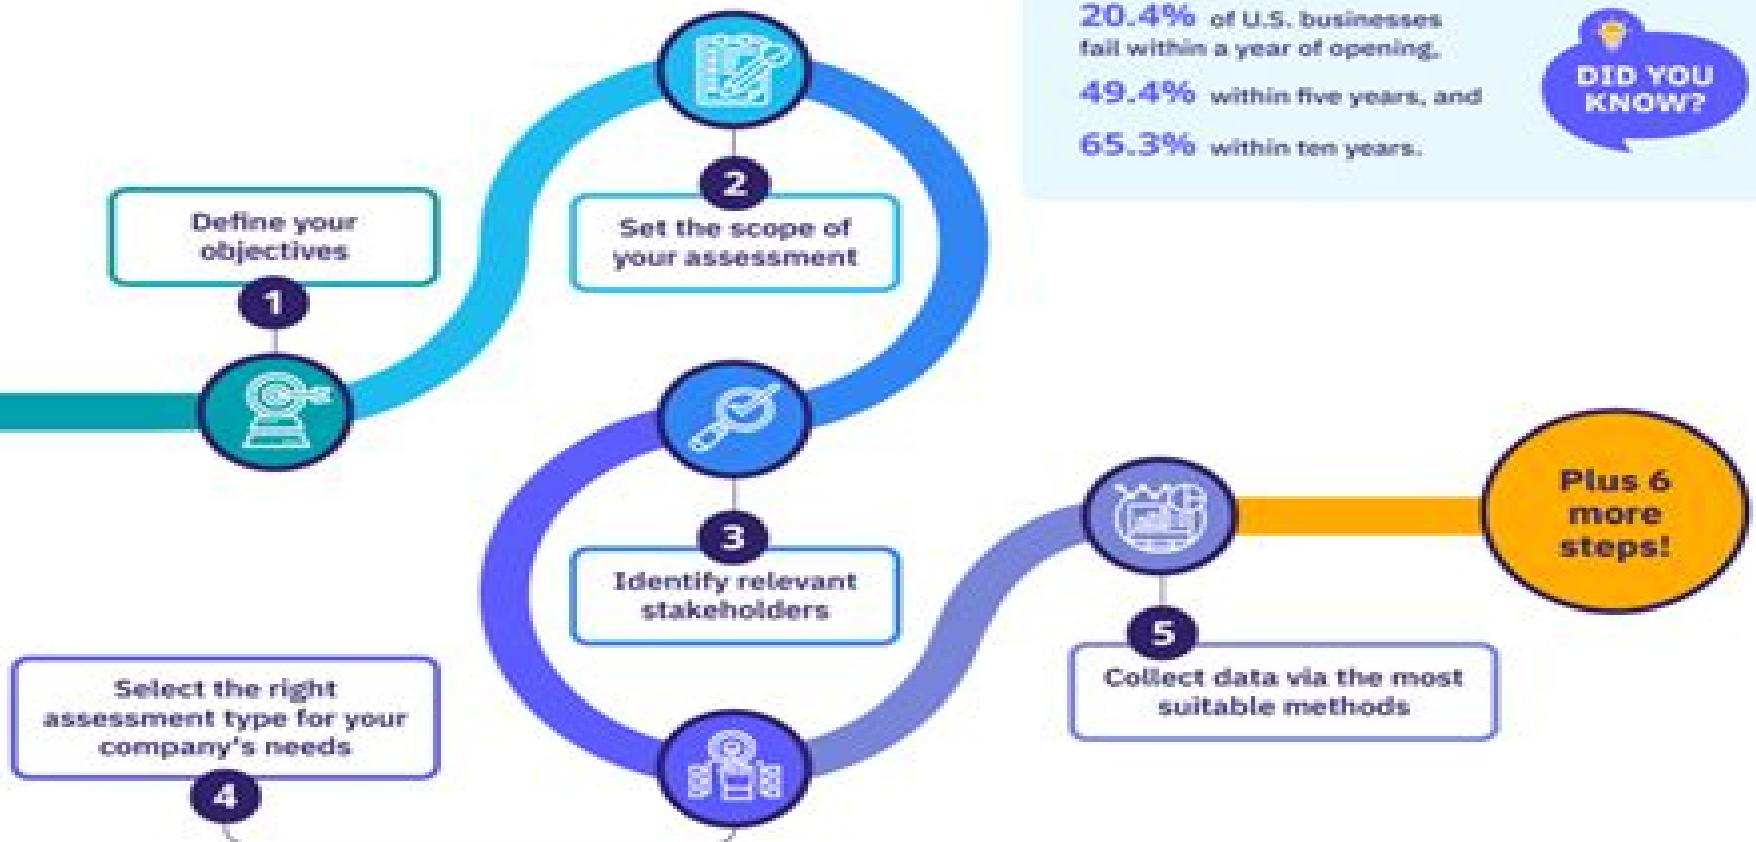 20.4% of U.S. businesses
fail within a year of opening,
49.4% within five years, and
65.3% within ten years.
DID YOU
KNOW?
Define your
objectives
1
2
Set the scope of
your assessment
3
Identify relevant
stakeholders
Select the right
assessment type for your
company's needs
4
5
Collect data via the most
suitable methods
Plus 6
more
steps!